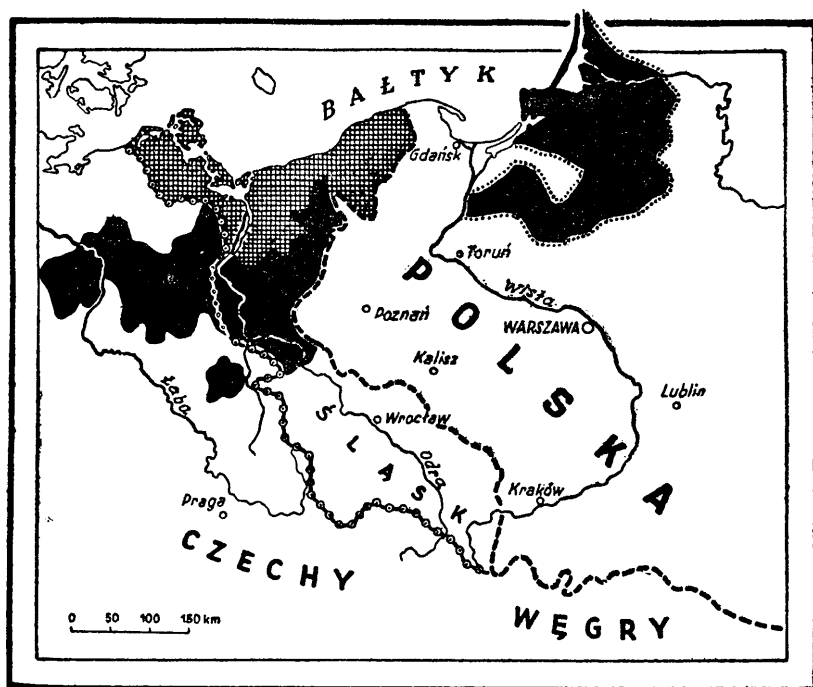 BAŁTYK
Gdańsk
Toruń
POLSKA
Wisła
Poznań
WARSZAWA
Kalisz
Łaba
Lublin
Wrocław
ŚLĄSK
Odra
Kraków
Praga
CZECHY
0 50 100 150 km
WĘGRY